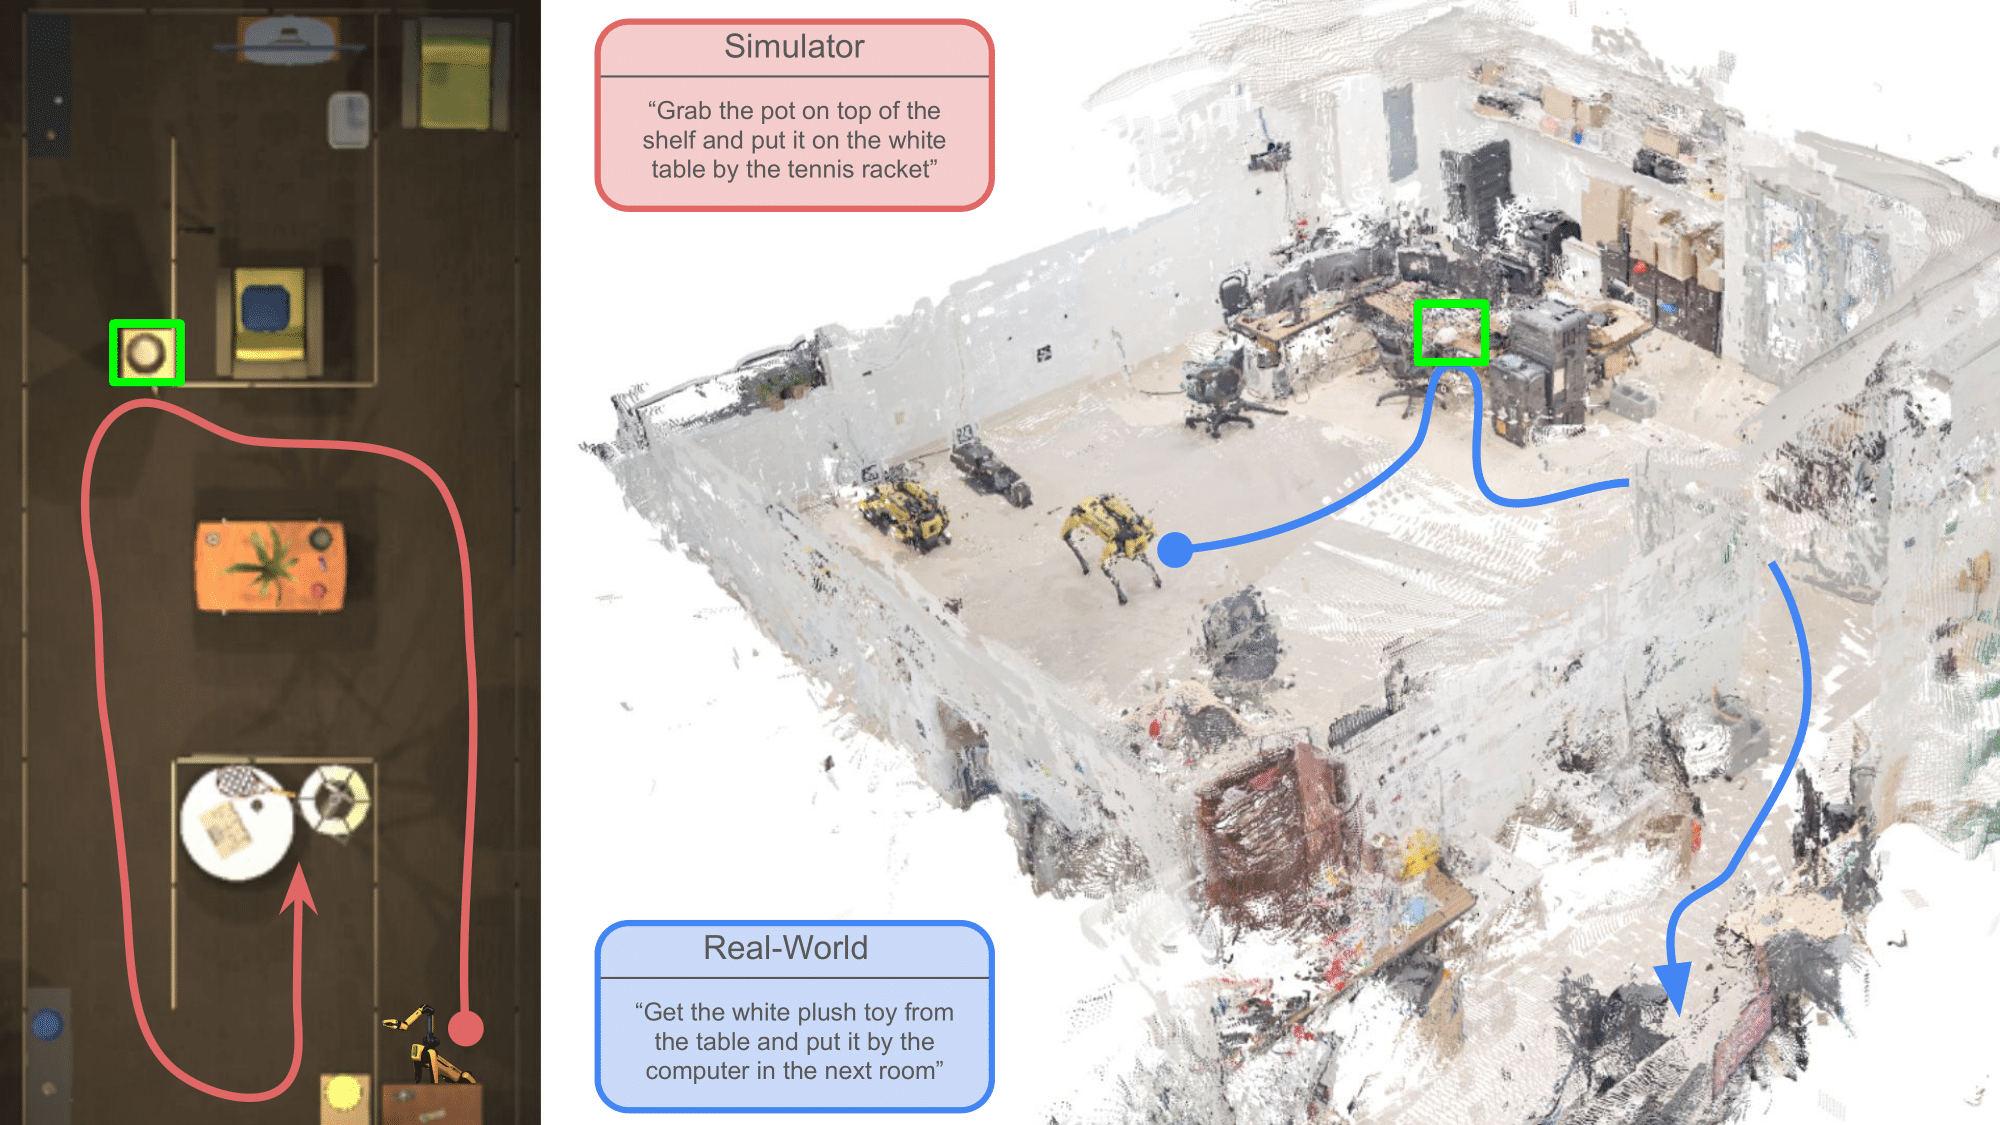 Simulator
“Grab the pot on top of the
shelf and put it on the white
table by the tennis racket”
Real-World
“Get the white plush toy from
the table and put it by the
computer in the next room”